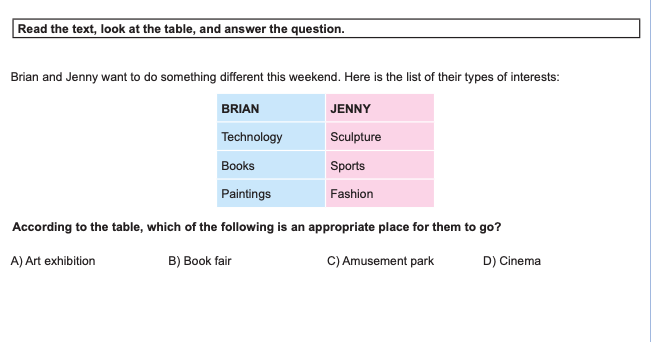 Read the text, look at the table, and answer the question.
Brian and Jenny want to do something different this weekend. Here is the list of their types of interests:
BRIAN JENNY
Technology Sculpture
Books Sports
Paintings Fashion
According to the table, which of the following is an appropriate place for them to go?
A) Art exhibition B) Book fair C) Amusement park D) Cinema